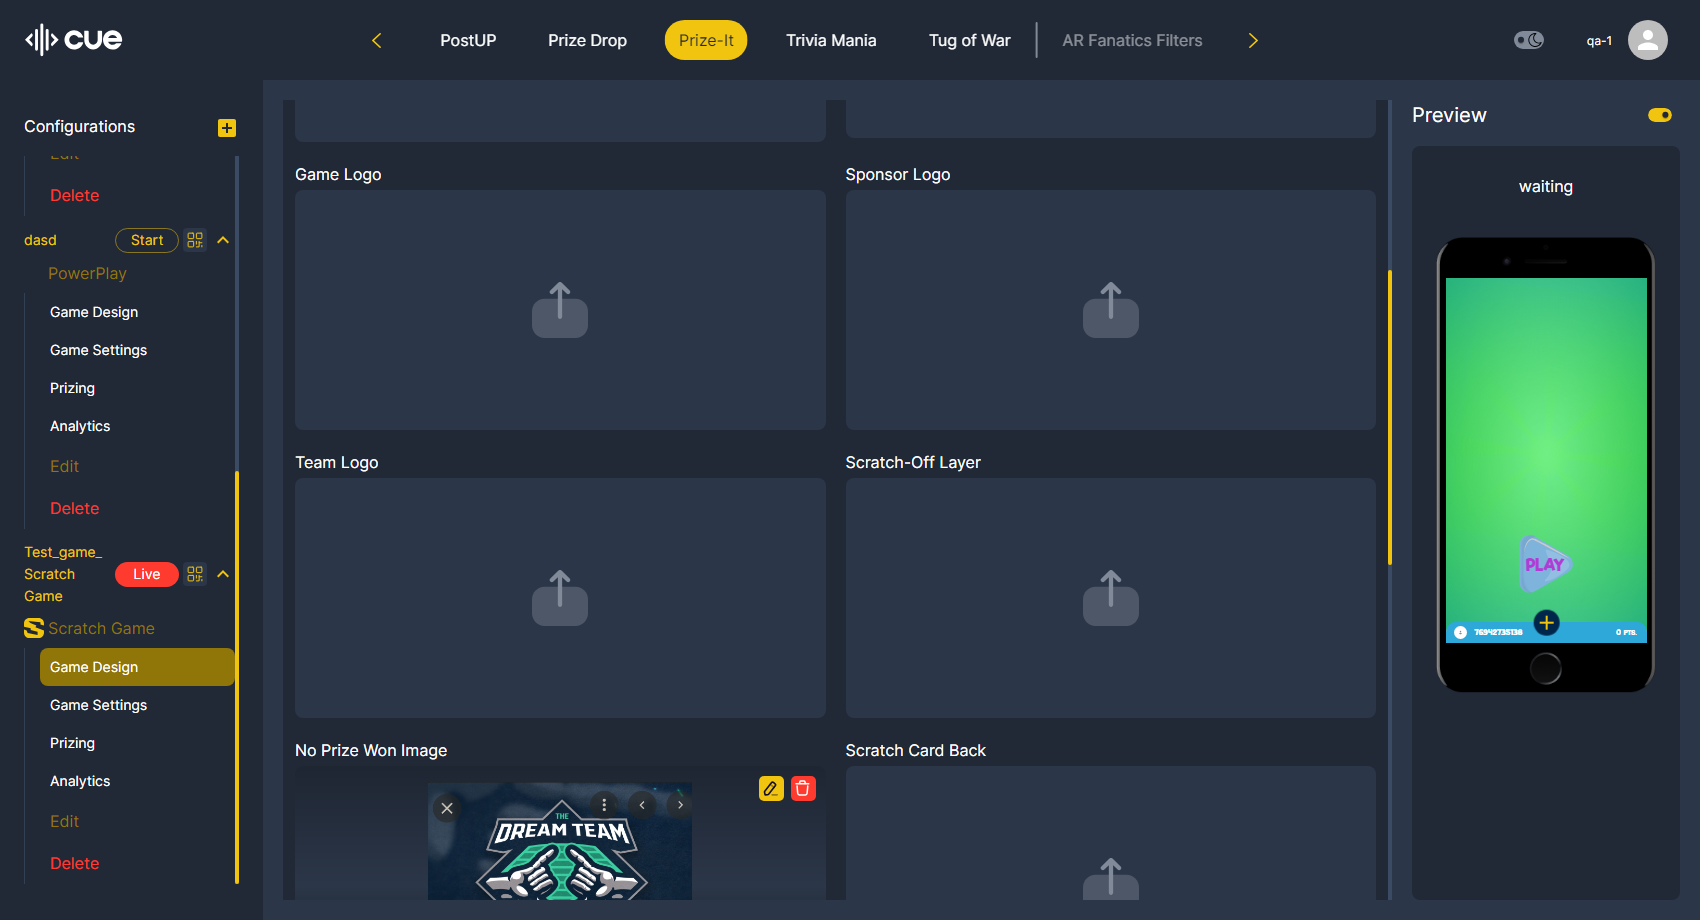 cue
PostUP
Prize Drop
Prize-It
Trivia Mania
Tug of War
AR Fanatics Filters
qa-1
Configurations
Delete
dasd
Start
PowerPlay
Game Design
Game Settings
Prizing
Analytics
Edit
Delete
Test_game_
Scratch
Game
Live
Scratch Game
Game Design
Game Settings
Prizing
Analytics
Edit
Delete
Game Logo
Sponsor Logo
Team Logo
Scratch-Off Layer
No Prize Won Image
Scratch Card Back
THE
DREAM TEAM
Preview
waiting
PLAY
76942735138
0 PTS.